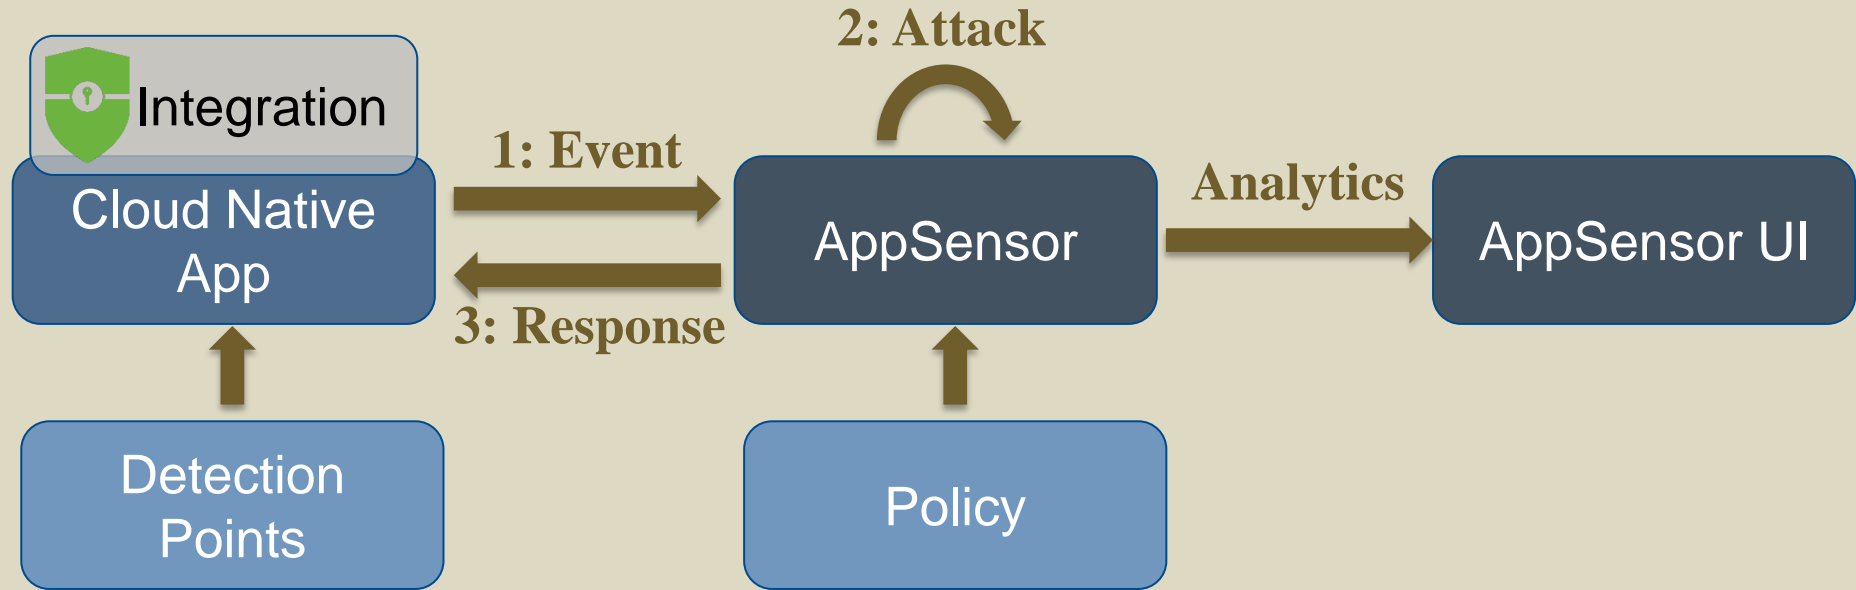 2: Attack
Integration
1: Event
Cloud Native
App
AppSensor
Analytics
AppSensor UI
3: Response
Detection
Points
Policy